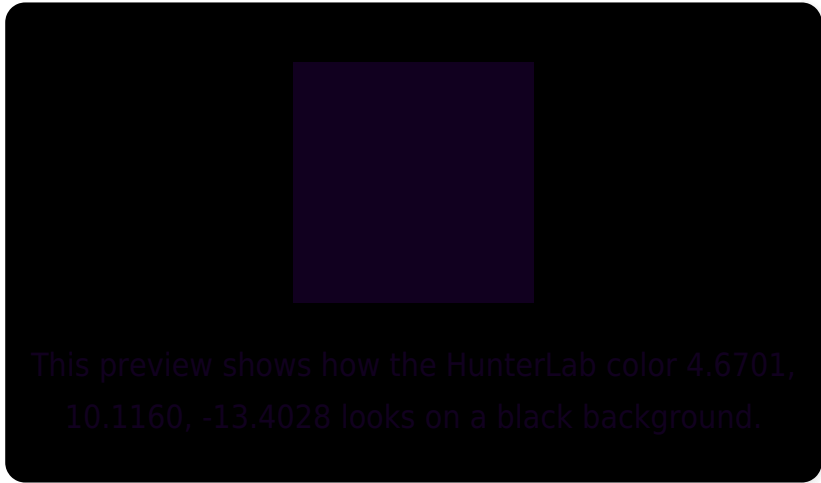 This preview shows how the HunterLab color 4.6701,
10.1160, -13.4028 looks on a black background.